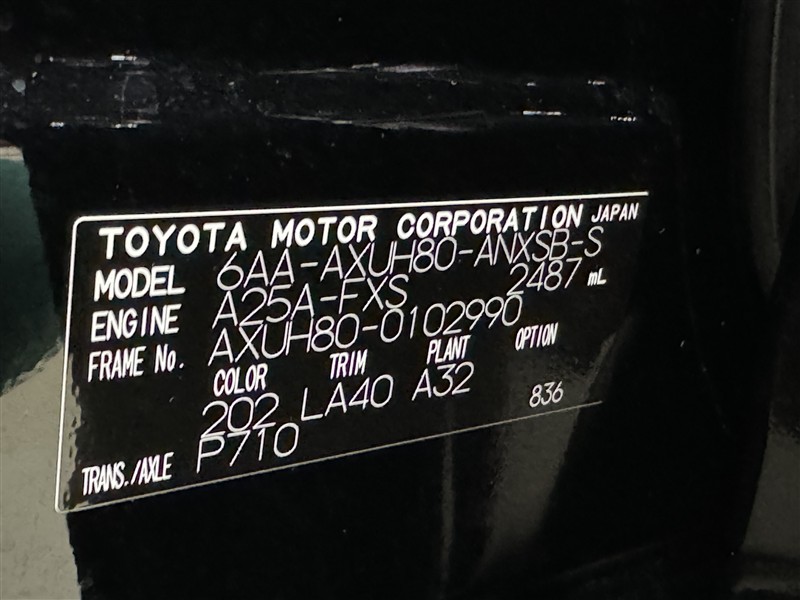 TOYOTA MOTOR CORPORATION JAPAN
MODEL 6AA-AXUH80-ANXSB-S
ENGINE A25A-FXS 2487 mL
FRAME No. AXUH80-0102990
COLOR TRIM PLANT OPTION
202 LA40 A32 836
TRANS./AXLE P710